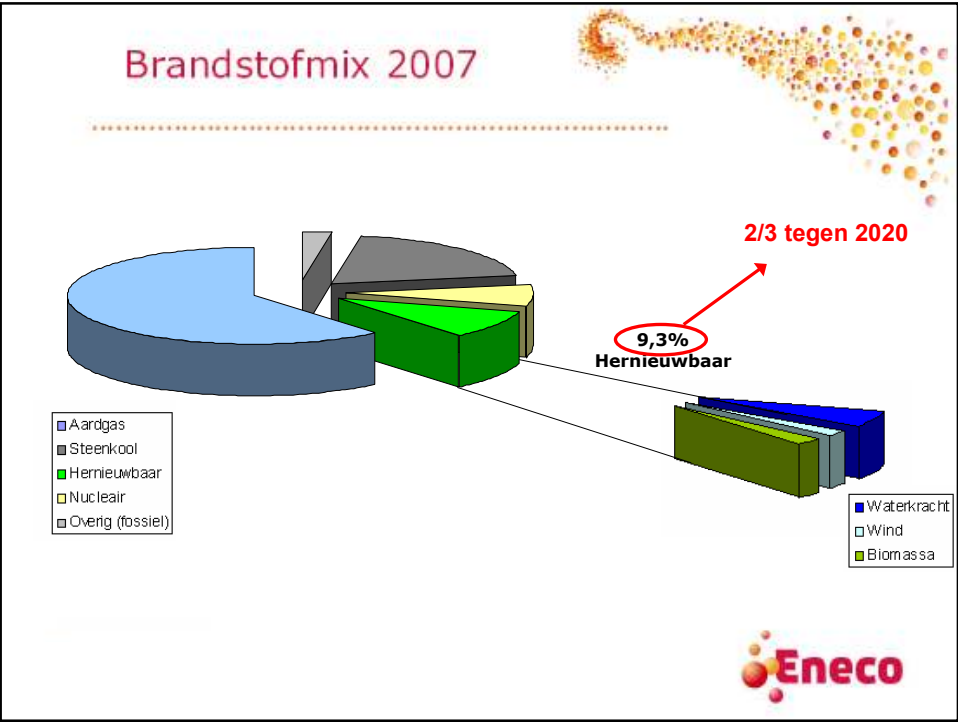 Brandstofmix 2007
2/3 tegen 2020
9,3%
Hernieuwbaar
Aardgas
Steenkool
Hernieuwbaar
Nucleair
Overig (fossiel)
Waterkracht
Wind
Biomassa
Eneco